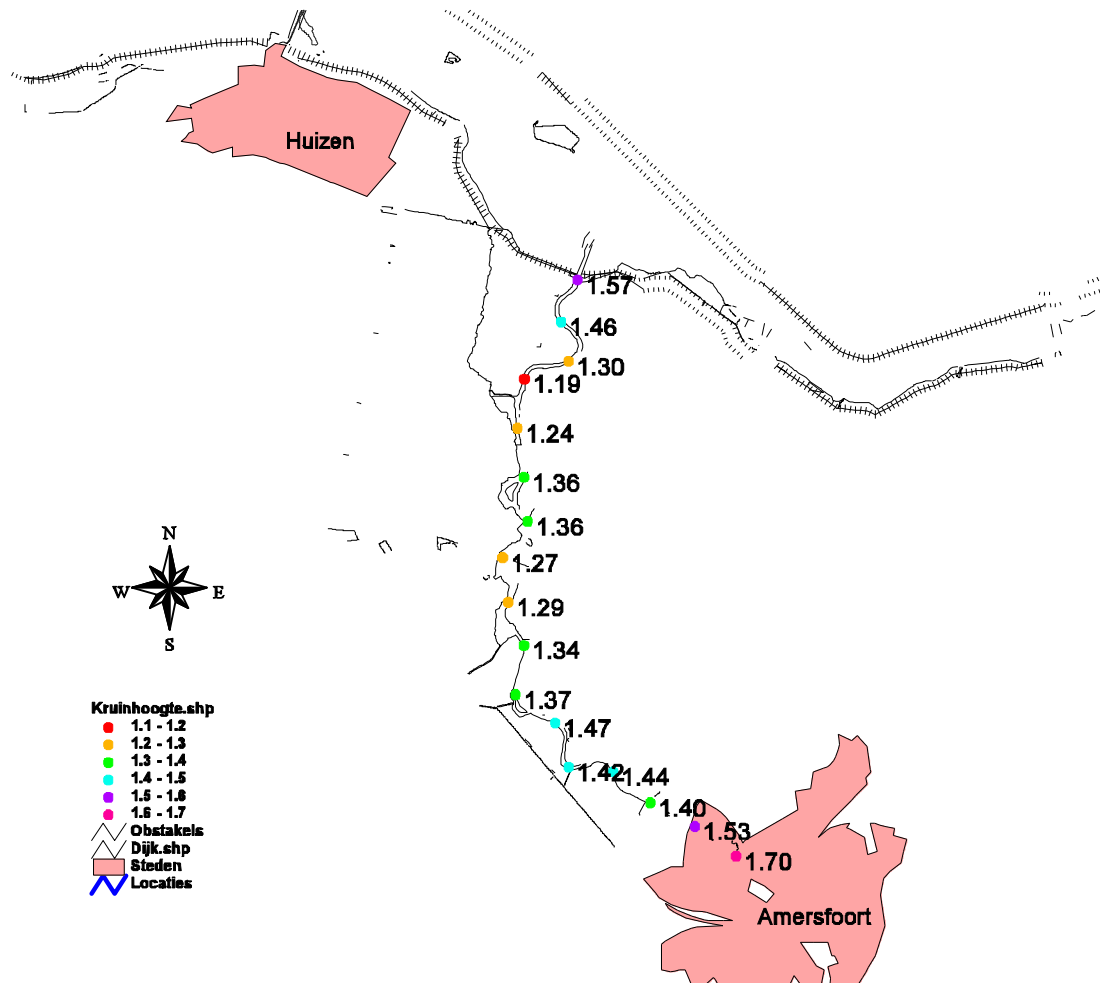 Huizen
1.57
1.46
1.30
1.19
1.24
1.36
1.36
1.27
1.29
1.34
1.37
1.47
1.42
1.44
1.40
1.53
1.70
Amersfoort
N
W E
S
Kruinhoogte.shp
1.1 - 1.2
1.2 - 1.3
1.3 - 1.4
1.4 - 1.5
1.5 - 1.6
1.6 - 1.7
Obstakels
Dijk.shp
Steden
Locaties